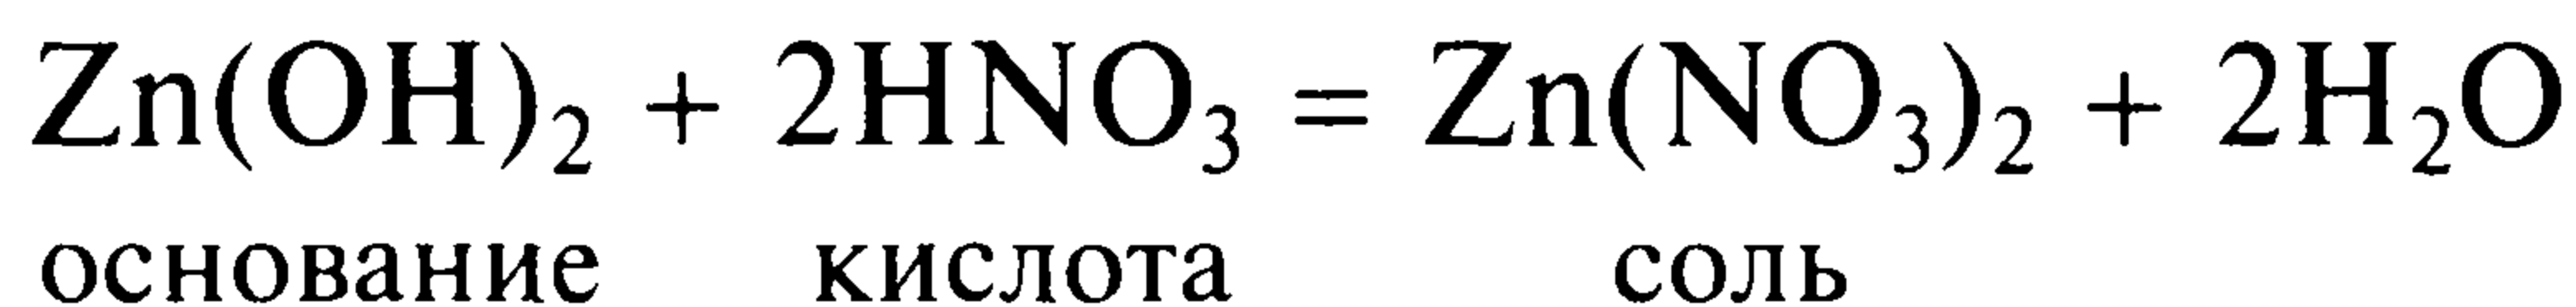 Zn(OH)₂ + 2HNO₃ = Zn(NO₃)₂ + 2H₂O
основание кислота соль